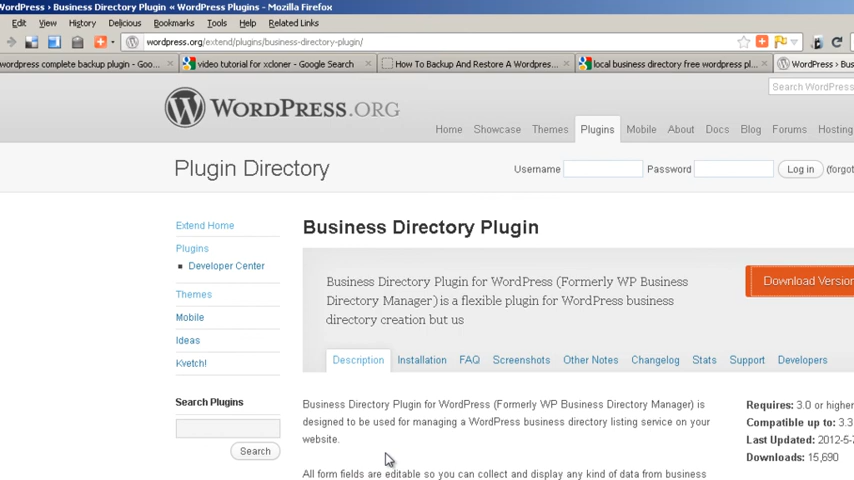 WordPress › Business Directory Plugin « WordPress Plugins - Mozilla Firefox
Edit View History Delicious Bookmarks Tools Help Related Links
wordpress.org/extend/plugins/business-directory-plugin/
wordpress complete backup plugin - Goo... video tutorial for xcloner - Google Search How To Backup And Restore A Wordpres... local business directory free wordpress pl... WordPress › Bus
WORDPRESS.ORG
Search WordPress
Home Showcase Themes Plugins Mobile About Docs Blog Forums Hosting
Plugin Directory
Username Password Log in (forgot
Extend Home
Plugins
Developer Center
Themes
Mobile
Ideas
Kvetch!
Search Plugins
Search
Business Directory Plugin
Business Directory Plugin for WordPress (Formerly WP Business
Directory Manager) is a flexible plugin for WordPress business
directory creation but us
Download Version
Description Installation FAQ Screenshots Other Notes Changelog Stats Support Developers
Business Directory Plugin for WordPress (Formerly WP Business Directory Manager) is
designed to be used for managing a WordPress business directory listing service on your
website.
All form fields are editable so you can collect and display any kind of data from business
Requires: 3.0 or higher
Compatible up to: 3.3
Last Updated: 2012-5-
Downloads: 15,690